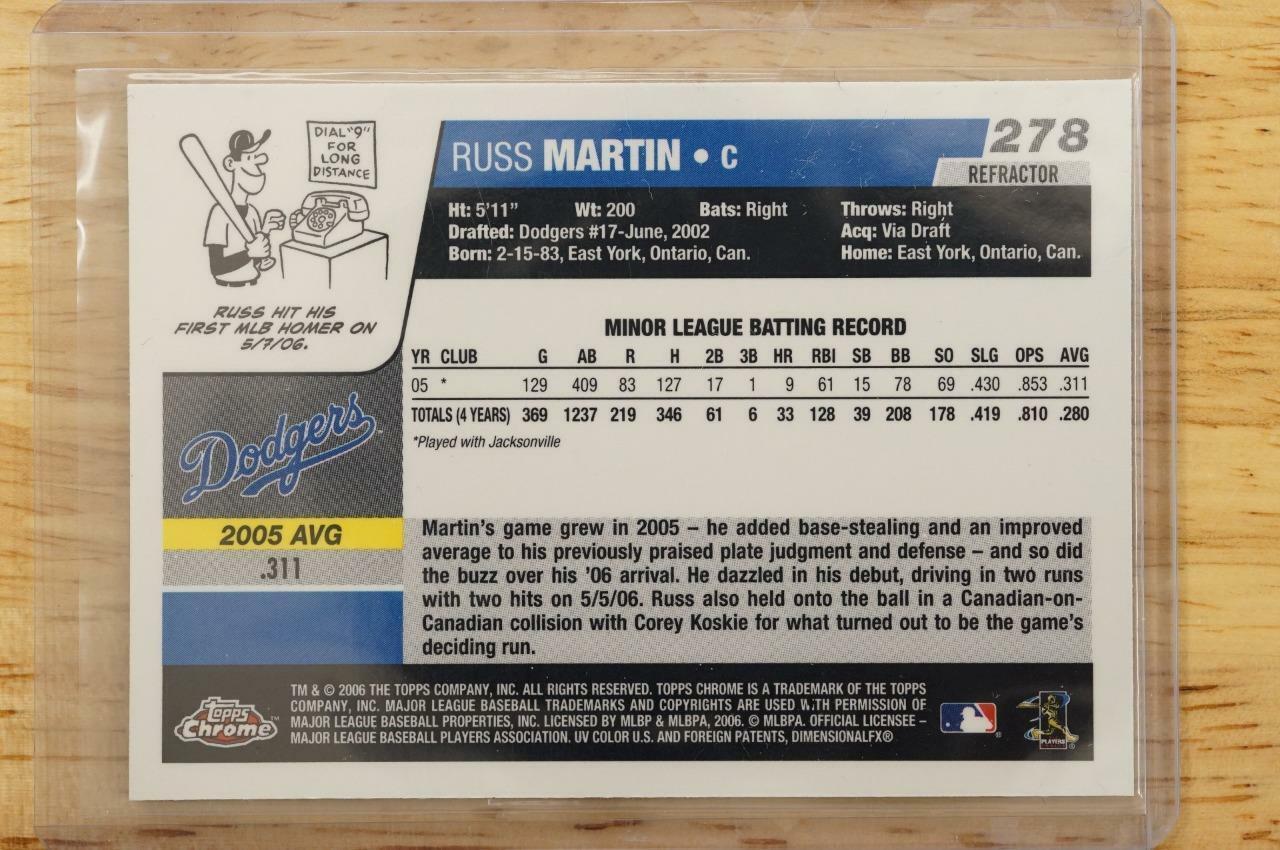 DIAL "9"
FOR
LONG
DISTANCE
RUSS HIT HIS
FIRST MLB HOMER ON
5/7/06.
RUSS MARTIN • C
278
REFRACTOR
Ht: 5'11" Wt: 200 Bats: Right Throws: Right
Drafted: Dodgers #17-June, 2002 Acq: Via Draft
Born: 2-15-83, East York, Ontario, Can. Home: East York, Ontario, Can.
MINOR LEAGUE BATTING RECORD
YR CLUB G AB R H 2B 3B HR RBI SB BB SO SLG OPS AVG
05 * 129 409 83 127 17 1 9 61 15 78 69 .430 .853 .311
TOTALS (4 YEARS) 369 1237 219 346 61 6 33 128 39 208 178 .419 .810 .280
*Played with Jacksonville
Dodgers
2005 AVG
.311
Martin's game grew in 2005 – he added base-stealing and an improved
average to his previously praised plate judgment and defense – and so did
the buzz over his '06 arrival. He dazzled in his debut, driving in two runs
with two hits on 5/5/06. Russ also held onto the ball in a Canadian-on-
Canadian collision with Corey Koskie for what turned out to be the game's
deciding run.
Topps
Chrome™
TM & © 2006 THE TOPPS COMPANY, INC. ALL RIGHTS RESERVED. TOPPS CHROME IS A TRADEMARK OF THE TOPPS
COMPANY, INC. MAJOR LEAGUE BASEBALL TRADEMARKS AND COPYRIGHTS ARE USED WITH PERMISSION OF
MAJOR LEAGUE BASEBALL PROPERTIES, INC. LICENSED BY MLBP & MLBPA, 2006. © MLBPA. OFFICIAL LICENSEE –
MAJOR LEAGUE BASEBALL PLAYERS ASSOCIATION. UV COLOR U.S. AND FOREIGN PATENTS, DIMENSIONALFX®
PLAYERS